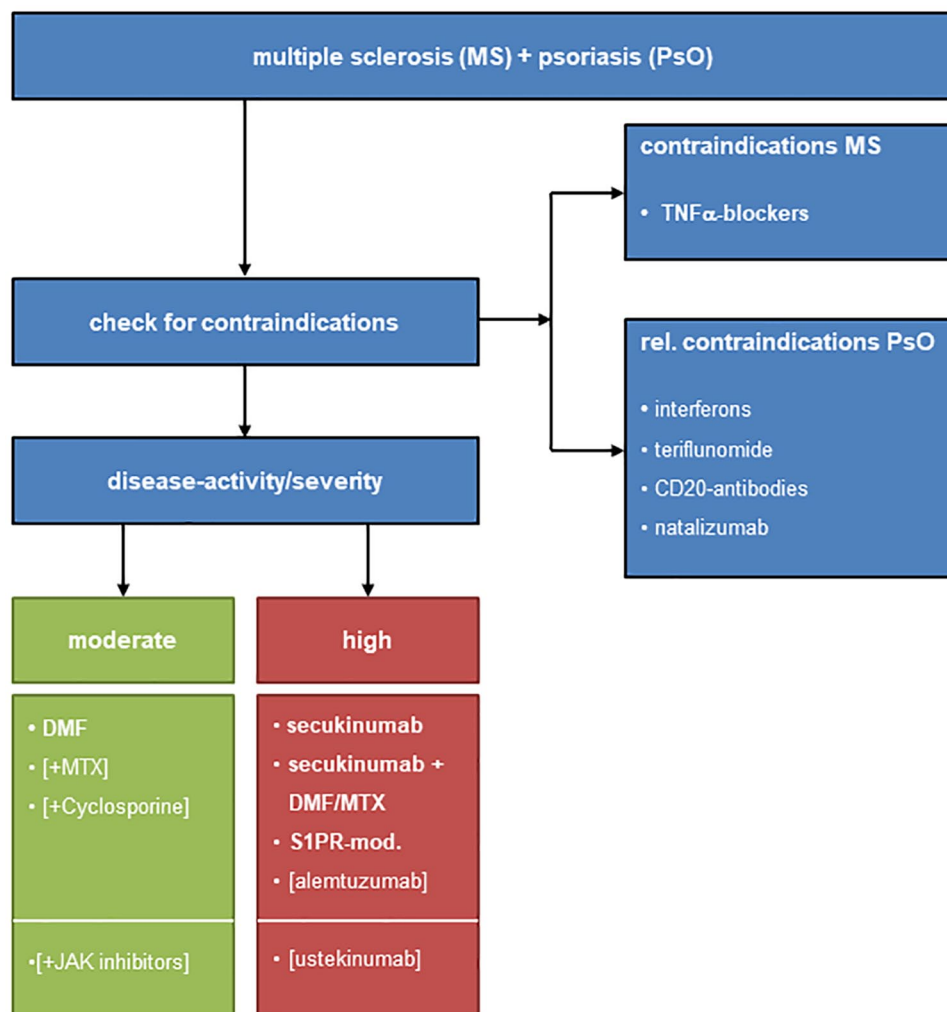 multiple sclerosis (MS) + psoriasis (PsO)
contraindications MS
• TNFα-blockers
check for contraindications
rel. contraindications PsO
• interferons
• teriflunomide
• CD20-antibodies
• natalizumab
disease-activity/severity
moderate
• DMF
• [+MTX]
• [+Cyclosporine]
•[+JAK inhibitors]
high
• secukinumab
• secukinumab +
DMF/MTX
• S1PR-mod.
• [alemtuzumab]
• [ustekinumab]